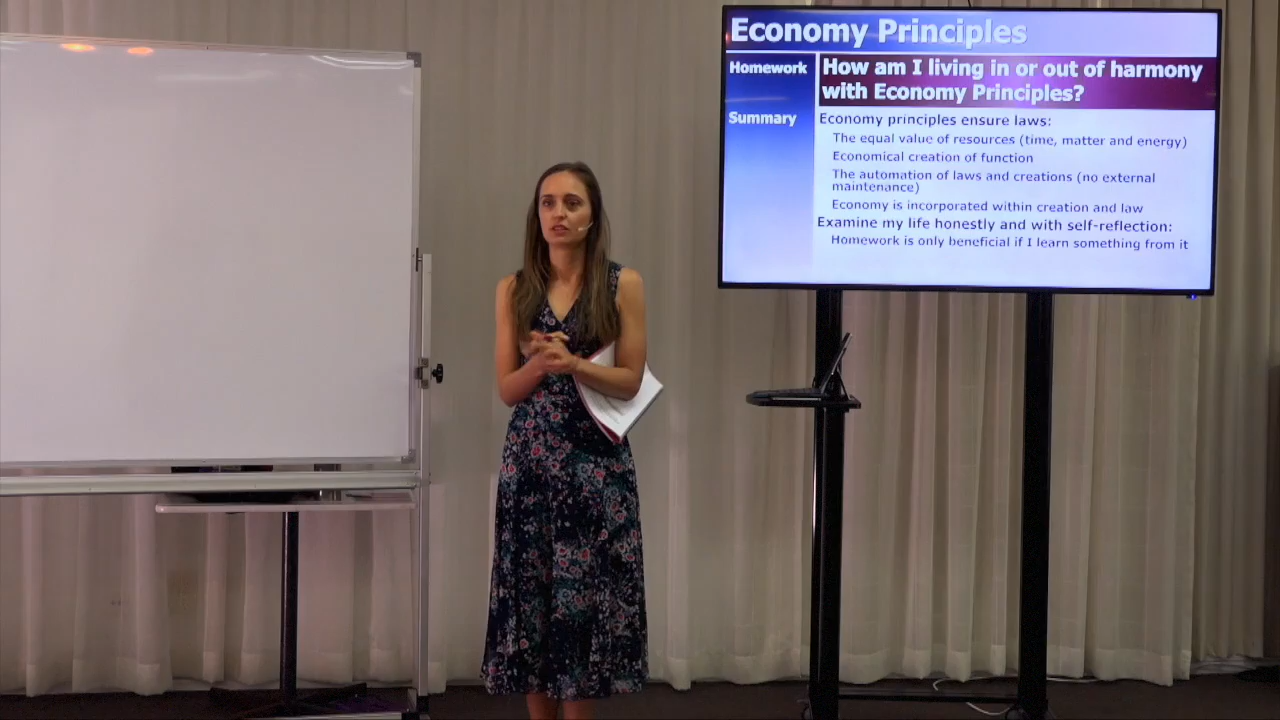 Economy Principles
Homework
How am I living in or out of harmony
with Economy Principles?
Summary
Economy principles ensure laws:
The equal value of resources (time, matter and energy)
Economical creation of function
The automation of laws and creations (no external
maintenance)
Economy is incorporated within creation and law
Examine my life honestly and with self-reflection:
Homework is only beneficial if I learn something from it